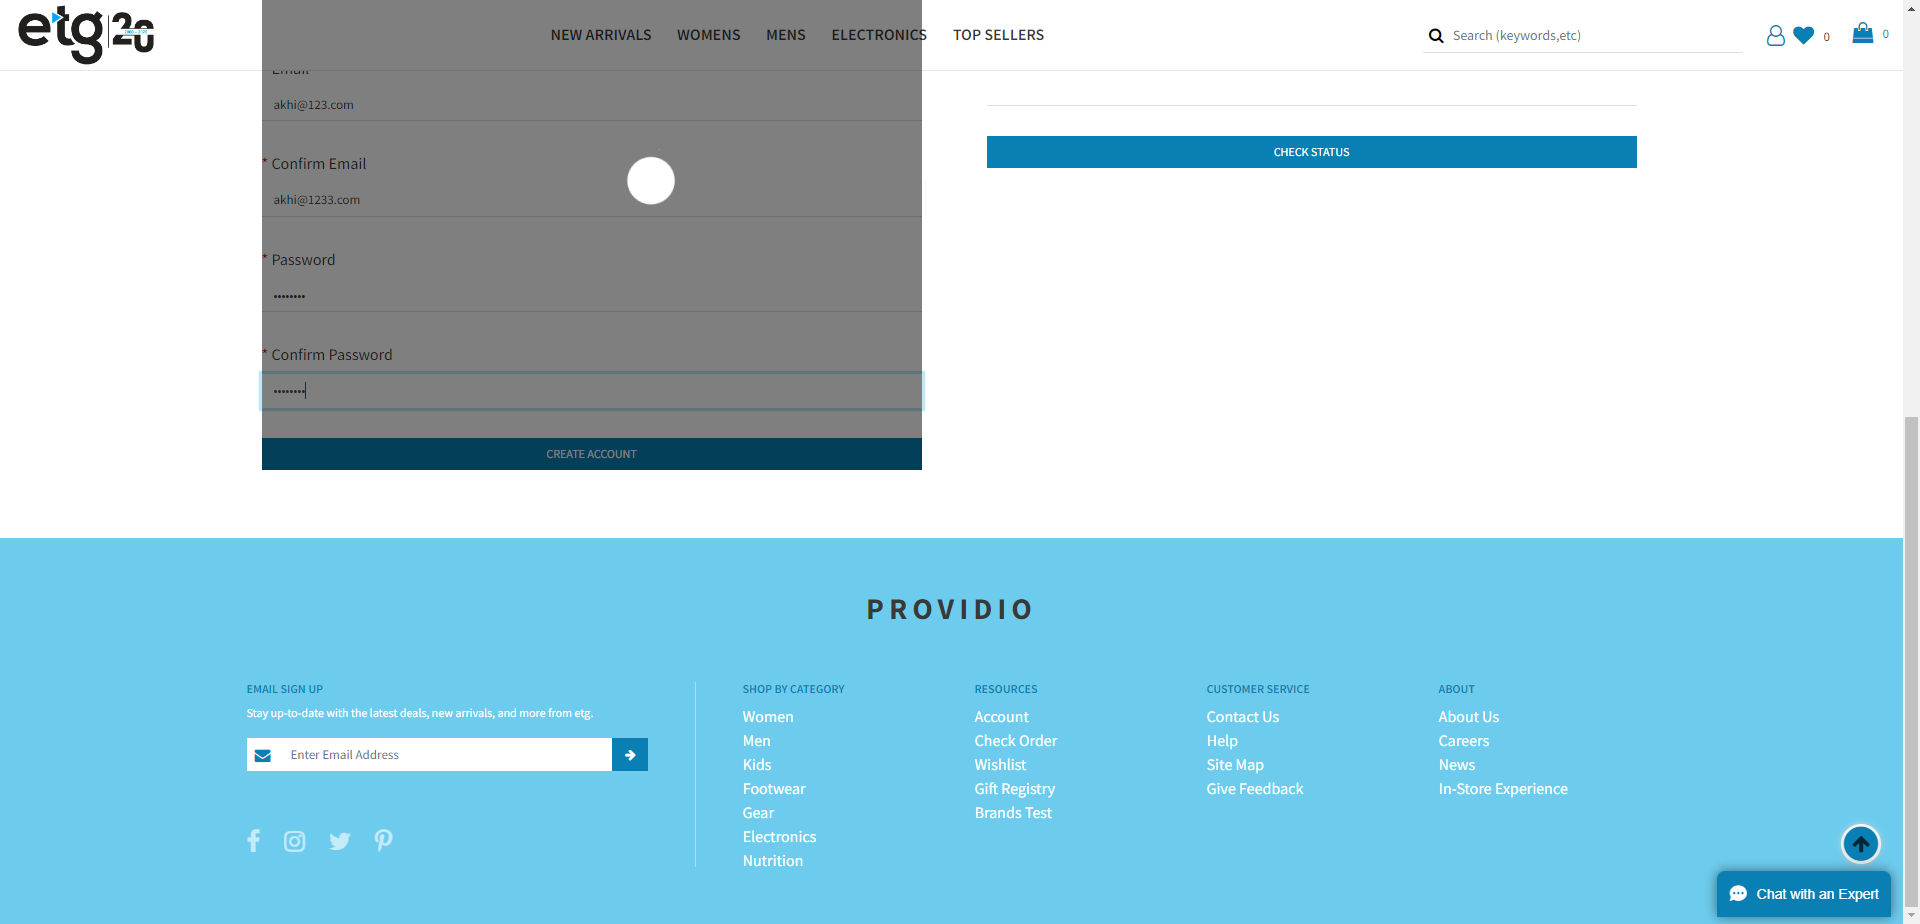 etg 20
NEW ARRIVALS WOMENS MENS ELECTRONICS TOP SELLERS
Search (keywords,etc)
0
0
Email
akhi@123.com
* Confirm Email
akhi@1233.com
* Password
••••••••
* Confirm Password
••••••••
CREATE ACCOUNT
CHECK STATUS
PROVIDIO
EMAIL SIGN UP
Stay up-to-date with the latest deals, new arrivals, and more from etg.
Enter Email Address
SHOP BY CATEGORY
Women
Men
Kids
Footwear
Gear
Electronics
Nutrition
RESOURCES
Account
Check Order
Wishlist
Gift Registry
Brands Test
CUSTOMER SERVICE
Contact Us
Help
Site Map
Give Feedback
ABOUT
About Us
Careers
News
In-Store Experience
Chat with an Expert